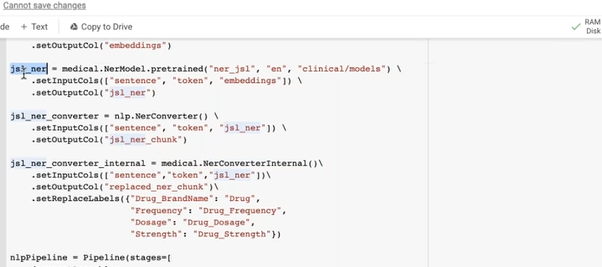 Cannot save changes
de + Text Copy to Drive RAM
Disk
.setOutputCol("embeddings")
jsl_ner = medical.NerModel.pretrained("ner_jsl", "en", "clinical/models") \
.setInputCols(["sentence", "token", "embeddings"]) \
.setOutputCol("jsl_ner")
jsl_ner_converter = nlp.NerConverter() \
.setInputCols(["sentence", "token", "jsl_ner"]) \
.setOutputCol("jsl_ner_chunk")
jsl_ner_converter_internal = medical.NerConverterInternal()\
.setInputCols(["sentence","token","jsl_ner"])\
.setOutputCol("replaced_ner_chunk")\
.setReplaceLabels({"Drug_BrandName": "Drug",
"Frequency": "Drug_Frequency",
"Dosage": "Drug_Dosage",
"Strength": "Drug_Strength"})
nlpPipeline = Pipeline(stages=[